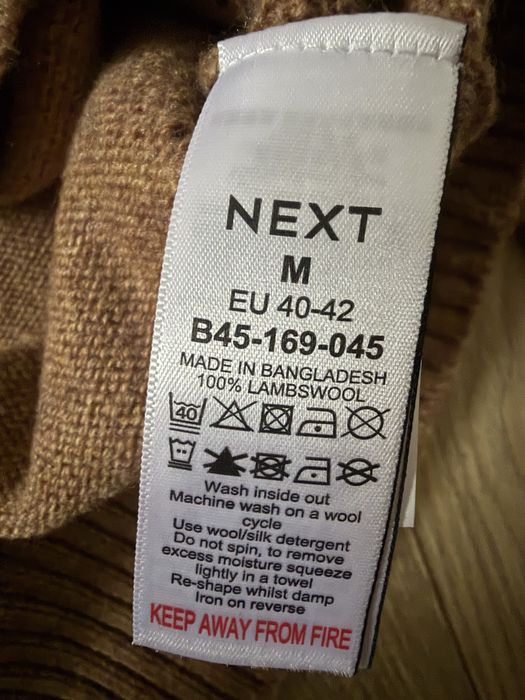 NEXT
M
EU 40-42
B45-169-045
MADE IN BANGLADESH
100% LAMBSWOOL
40
Wash inside out
Machine wash on a wool
cycle
Use wool/silk detergent
Do not spin, to remove
excess moisture squeeze
lightly in a towel
Re-shape whilst damp
Iron on reverse
KEEP AWAY FROM FIRE